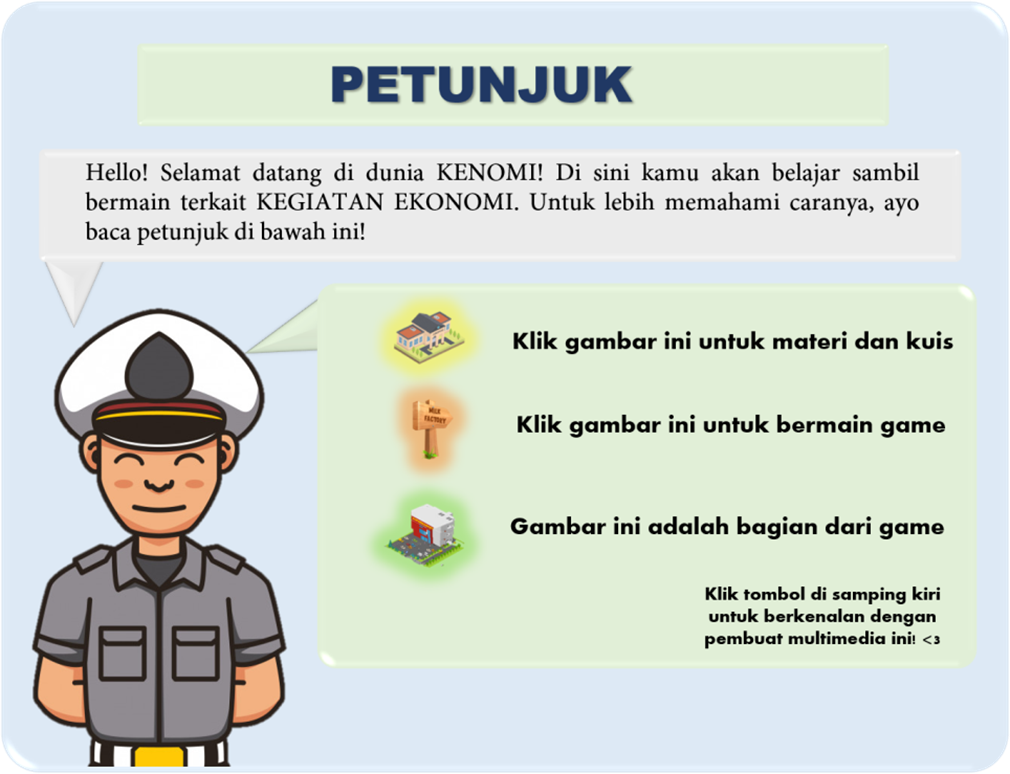 PETUNJUK
Hello! Selamat datang di dunia KENOMI! Di sini kamu akan belajar sambil
bermain terkait KEGIATAN EKONOMI. Untuk lebih memahami caranya, ayo
baca petunjuk di bawah ini!
Klik gambar ini untuk materi dan kuis
MILK
FACTORY
Klik gambar ini untuk bermain game
Gambar ini adalah bagian dari game
Klik tombol di samping kiri
untuk berkenalan dengan
pembuat multimedia ini! <3